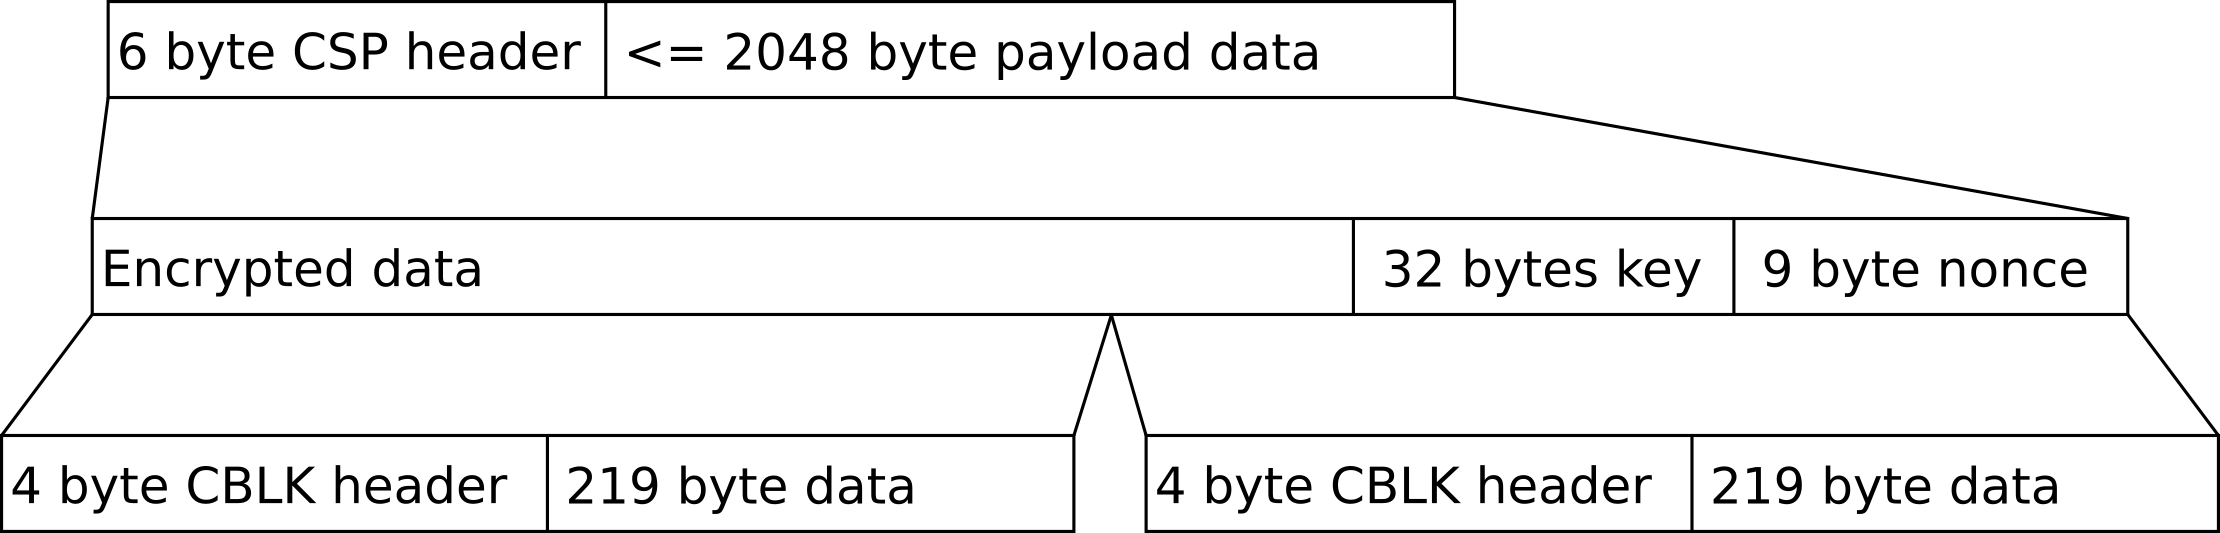 6 byte CSP header <= 2048 byte payload data
Encrypted data 32 bytes key 9 byte nonce
4 byte CBLK header 219 byte data 4 byte CBLK header 219 byte data